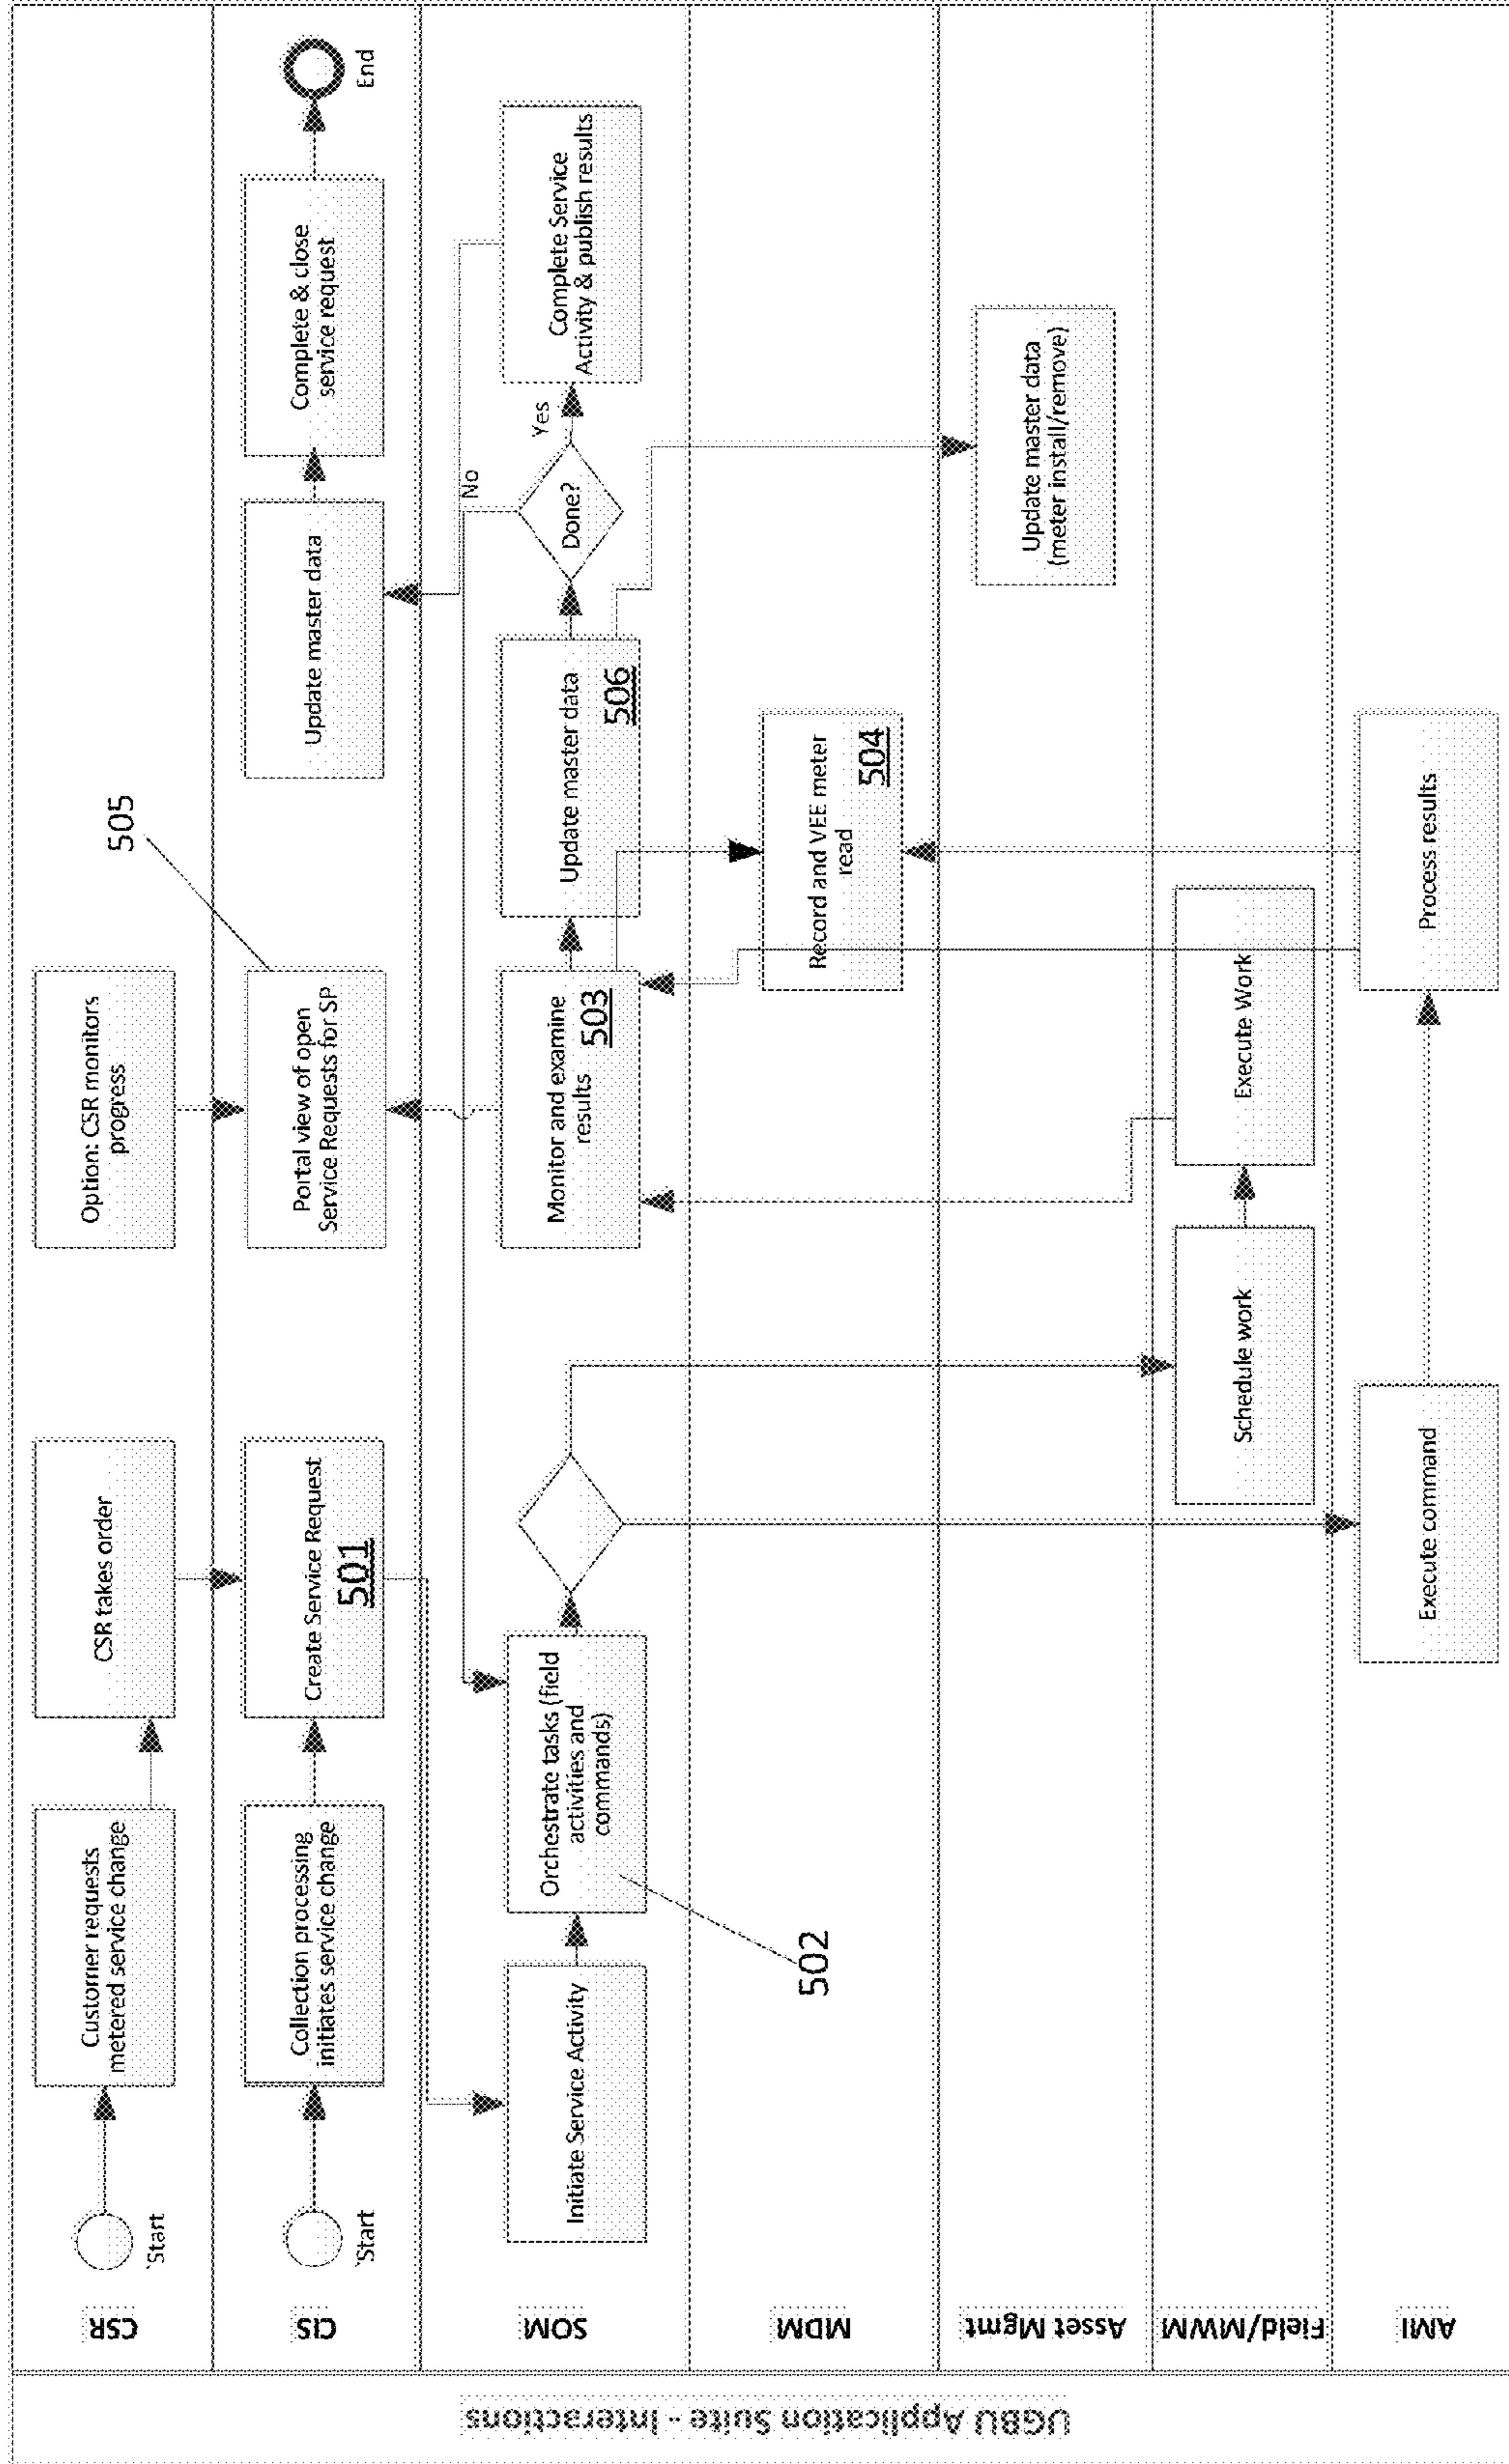 UGBU Application Suite - Interactions
CSR
`Start
Customer requests
metered service change
CSR takes order
Option: CSR monitors
progress
CIS
`Start
Collection processing
initiates service change
Create Service Request
501
Portal view of open
Service Requests for SP
505
Update master data
Complete & close
service request
End
SOM
Initiate Service Activity
Orchestrate tasks (field
activities and
commands)
502
Monitor and examine
results
503
Update master data
506
Done?
No
Yes
Complete Service
Activity & publish results
MDM
Record and VEE meter
read
504
Asset Mgmt
Update master data
(meter install/remove)
Field/MWM
Schedule work
Execute Work
AMI
Execute command
Process results